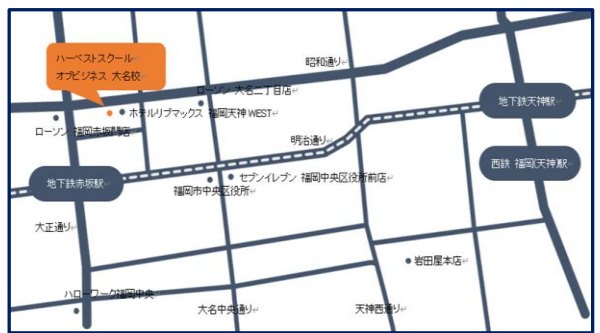 ハーベストスクール
オブビジネス 大名校
昭和通り
ローソン 大名二丁目店
ホテルリブマックス 福岡天神WEST
ローソン 福岡赤坂門店
地下鉄天神駅
明治通り
西鉄 福岡(天神)駅
地下鉄赤坂駅
セブンイレブン 福岡中央区役所前店
福岡市中央区役所
大正通り
岩田屋本店
ハローワーク福岡中央
大名中央通り
天神西通り